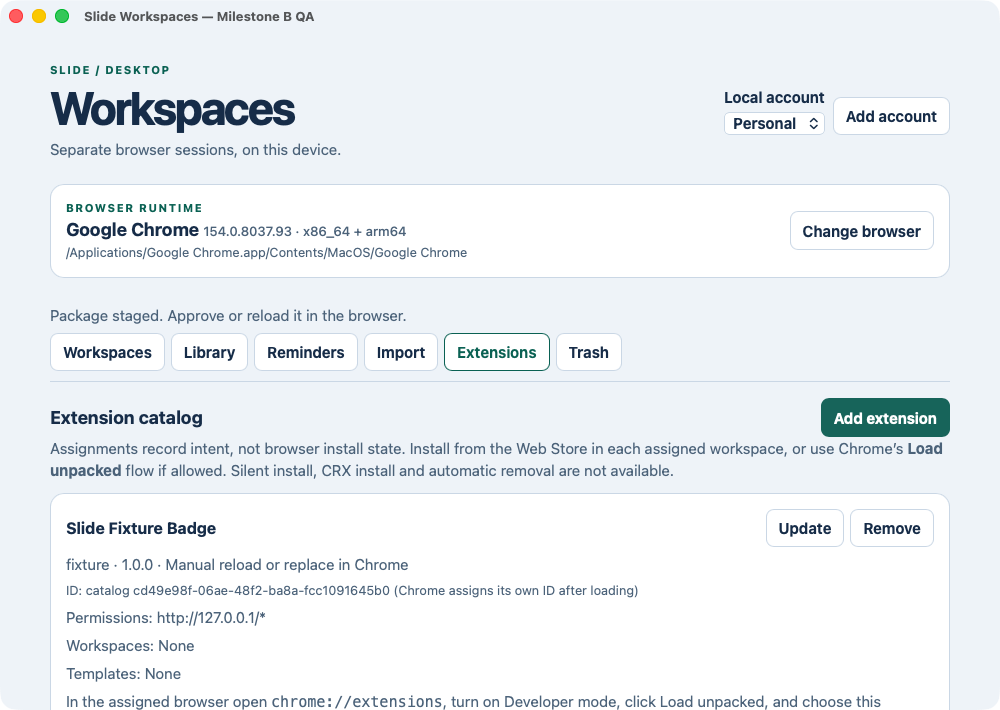 Slide Workspaces — Milestone B QA
SLIDE / DESKTOP
Workspaces
Separate browser sessions, on this device.
Local account
Personal
Add account
BROWSER RUNTIME
Google Chrome 154.0.8037.93 · x86_64 + arm64
/Applications/Google Chrome.app/Contents/MacOS/Google Chrome
Change browser
Package staged. Approve or reload it in the browser.
Workspaces
Library
Reminders
Import
Extensions
Trash
Extension catalog
Add extension
Assignments record intent, not browser install state. Install from the Web Store in each assigned workspace, or use Chrome’s Load
unpacked flow if allowed. Silent install, CRX install and automatic removal are not available.
Slide Fixture Badge
Update
Remove
fixture · 1.0.0 · Manual reload or replace in Chrome
ID: catalog cd49e98f-06ae-48f2-ba8a-fcc1091645b0 (Chrome assigns its own ID after loading)
Permissions: http://127.0.0.1/*
Workspaces: None
Templates: None
In the assigned browser open chrome://extensions, turn on Developer mode, click Load unpacked, and choose this